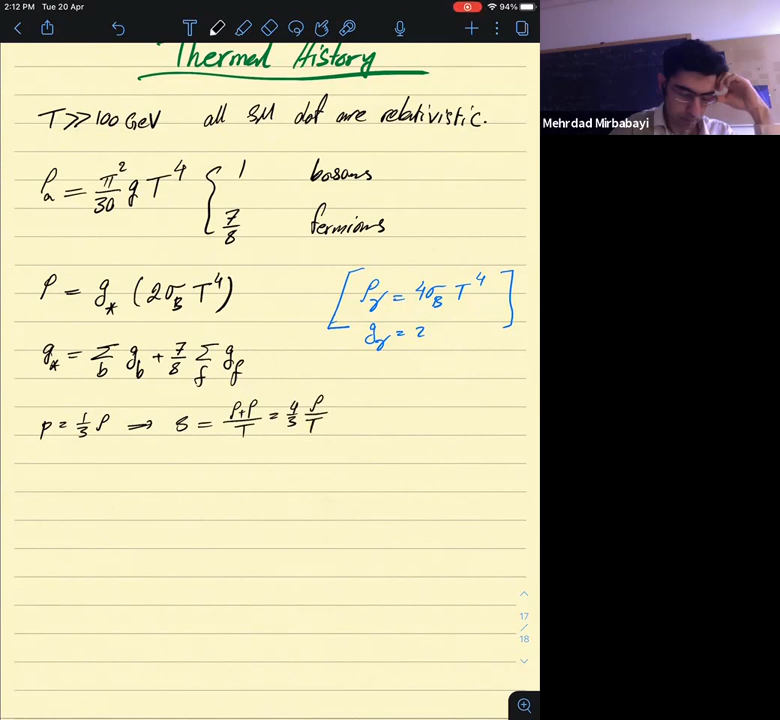 2:12 PM Tue 20 Apr
94%
Thermal History
T ≫ 100 GeV all SM dof are relativistic.
ρ_a = π²/30 g T⁴ { 1 bosons
7/8 fermions
ρ = g_* (2σ_B T⁴)
[ρ_γ = 4σ_B T⁴
g_γ = 2]
g_* = Σ_b g_b + 7/8 Σ_f g_f
p = 1/3 ρ ⟹ s = ρ+p/T = 4/3 ρ/T
17
/
18
Mehrdad Mirbabayi